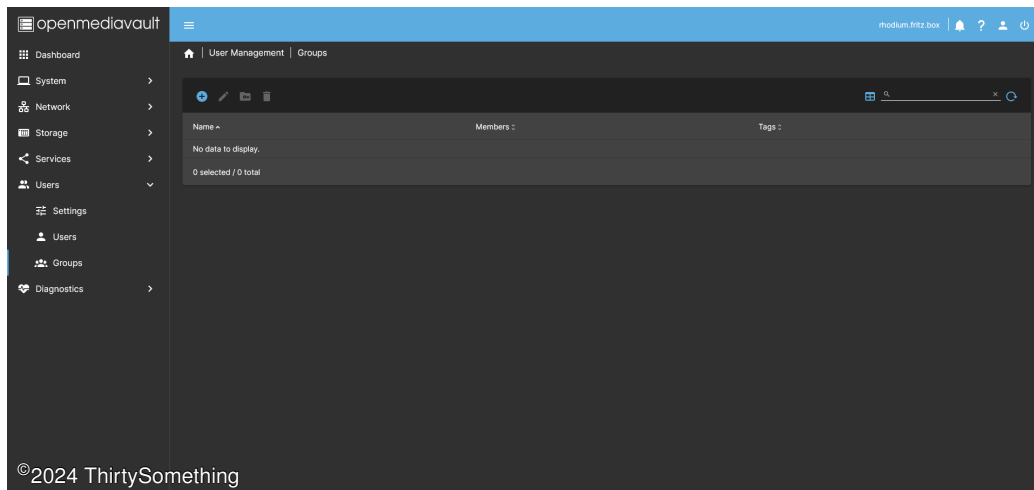 openmediavault
rhodium.fritz.box
Dashboard
User Management | Groups
System
Network
Storage
Services
Users
Settings
Users
Groups
Diagnostics
Name
Members
Tags
No data to display.
0 selected / 0 total
©2024 ThirtySomething